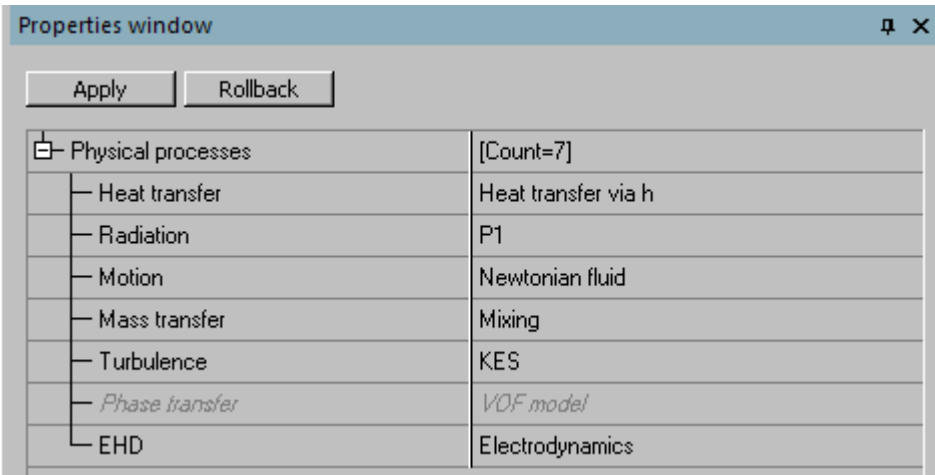 Properties window
Apply Rollback
Physical processes [Count=7]
Heat transfer Heat transfer via h
Radiation P1
Motion Newtonian fluid
Mass transfer Mixing
Turbulence KES
Phase transfer VOF model
EHD Electrodynamics